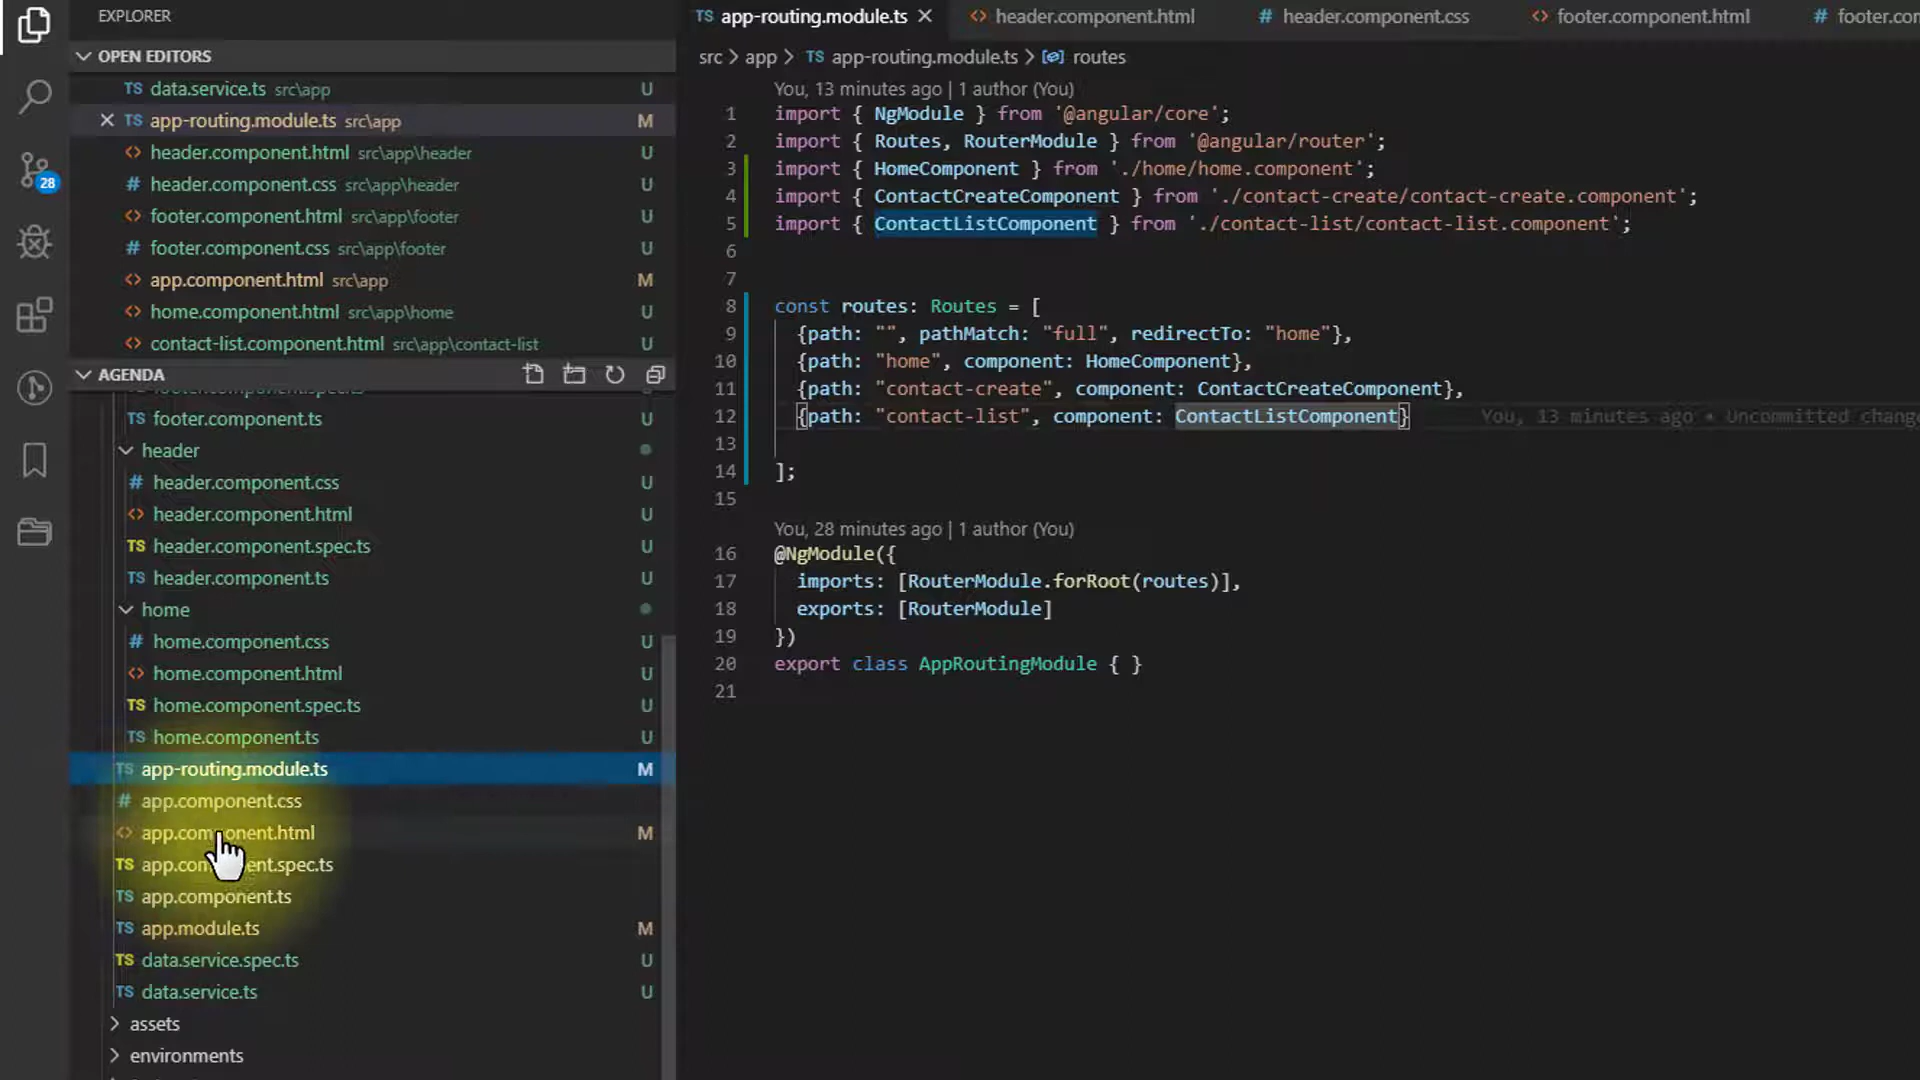 EXPLORER
OPEN EDITORS
TS data.service.ts src\app U
TS app-routing.module.ts src\app M
<> header.component.html src\app\header U
# header.component.css src\app\header U
<> footer.component.html src\app\footer U
# footer.component.css src\app\footer U
<> app.component.html src\app M
<> home.component.html src\app\home U
<> contact-list.component.html src\app\contact-list U
AGENDA
TS footer.component.ts U
header
# header.component.css U
<> header.component.html U
TS header.component.spec.ts U
TS header.component.ts U
home
# home.component.css U
<> home.component.html U
TS home.component.spec.ts U
TS home.component.ts U
TS app-routing.module.ts M
# app.component.css
<> app.component.html M
TS app.component.spec.ts
TS app.component.ts
TS app.module.ts M
TS data.service.spec.ts U
TS data.service.ts U
assets
environments
28
TS app-routing.module.ts <> header.component.html # header.component.css <> footer.component.html # footer.com
src > app > TS app-routing.module.ts > routes
You, 13 minutes ago | 1 author (You)
1 import { NgModule } from '@angular/core';
2 import { Routes, RouterModule } from '@angular/router';
3 import { HomeComponent } from './home/home.component';
4 import { ContactCreateComponent } from './contact-create/contact-create.component';
5 import { ContactListComponent } from './contact-list/contact-list.component';
6
7
8 const routes: Routes = [
9 {path: "", pathMatch: "full", redirectTo: "home"},
10 {path: "home", component: HomeComponent},
11 {path: "contact-create", component: ContactCreateComponent},
12 {path: "contact-list", component: ContactListComponent} You, 13 minutes ago • Uncommitted change
13
14 ];
15
You, 28 minutes ago | 1 author (You)
16 @NgModule({
17 imports: [RouterModule.forRoot(routes)],
18 exports: [RouterModule]
19 })
20 export class AppRoutingModule { }
21